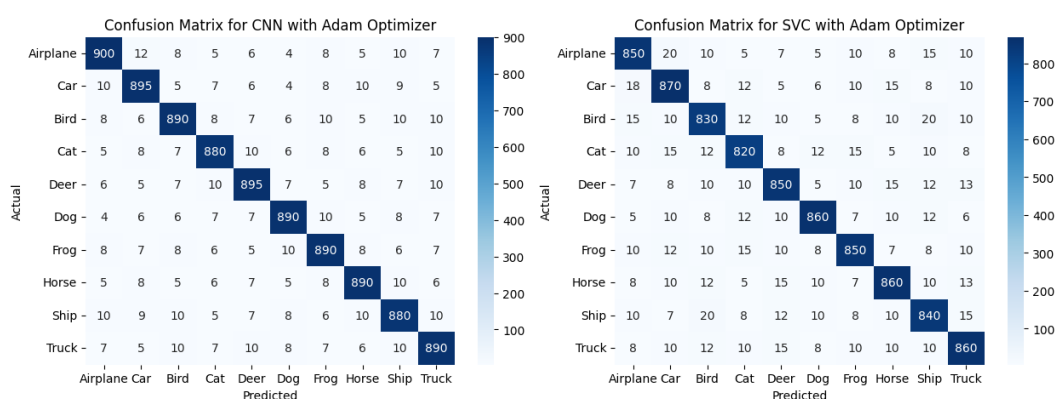 Confusion Matrix for CNN with Adam Optimizer
Airplane 900 12 8 5 6 4 8 5 10 7
Car 10 895 5 7 6 4 8 10 9 5
Bird 8 6 890 8 7 6 10 5 10 10
Cat 5 8 7 880 10 6 8 6 5 10
Deer 6 5 7 10 895 7 5 8 7 10
Dog 4 6 6 7 7 890 10 5 8 7
Frog 8 7 8 6 5 10 890 8 6 7
Horse 5 8 5 6 7 5 8 890 10 6
Ship 10 9 10 5 7 8 6 10 880 10
Truck 7 5 10 7 10 8 7 6 10 890
Airplane Car Bird Cat Deer Dog Frog Horse Ship Truck
Predicted
Actual
900
800
700
600
500
400
300
200
100
Confusion Matrix for SVC with Adam Optimizer
Airplane 850 20 10 5 7 5 10 8 15 10
Car 18 870 8 12 5 6 10 15 8 10
Bird 15 10 830 12 10 5 8 10 20 10
Cat 10 15 12 820 8 12 15 5 10 8
Deer 7 8 10 10 850 5 10 15 12 13
Dog 5 10 8 12 10 860 7 10 12 6
Frog 10 12 10 15 10 8 850 7 8 10
Horse 8 10 12 5 15 10 7 860 10 13
Ship 10 7 20 8 12 10 8 10 840 15
Truck 8 10 12 10 15 8 10 10 10 860
Airplane Car Bird Cat Deer Dog Frog Horse Ship Truck
Predicted
Actual
800
700
600
500
400
300
200
100